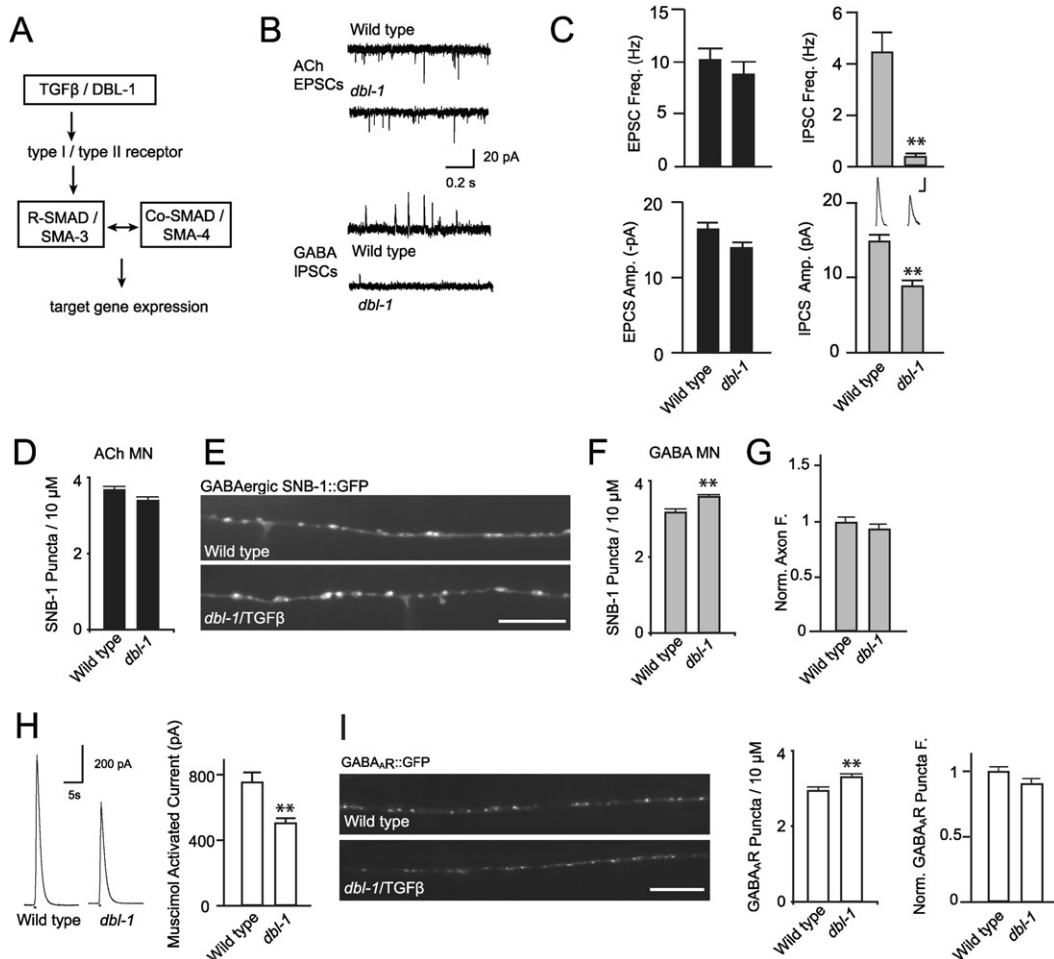 A
TGFβ / DBL-1
type I / type II receptor
R-SMAD /
SMA-3
Co-SMAD /
SMA-4
target gene expression
B
Wild type
ACh
EPSCs
dbl-1
20 pA
0.2 s
GABA
IPSCs
Wild type
dbl-1
C
EPSC Freq. (Hz)
15
10
5
0
IPSC Freq. (Hz)
6
4
2
0
**
EPCS Amp. (-pA)
20
15
10
0
Wild type
dbl-1
IPCS Amp. (pA)
20
15
10
0
**
Wild type
dbl-1
D
ACh MN
SNB-1 Puncta / 10 µM
4
2
0
Wild type
dbl-1
E
GABAergic SNB-1::GFP
Wild type
dbl-1/TGFβ
F
GABA MN
SNB-1 Puncta / 10 µM
4
2
0
**
Wild type
dbl-1
G
Norm. Axon F.
1.5
1
0.5
Wild type
dbl-1
H
200 pA
5s
Wild type
dbl-1
Muscimol Activated Current (pA)
800
400
0
**
Wild type
dbl-1
I
GABAAR::GFP
Wild type
dbl-1/TGFβ
GABAAR Puncta / 10 µM
4
2
0
**
Wild type
dbl-1
Norm. GABAAR Puncta F.
1
0.5
0
Wild type
dbl-1